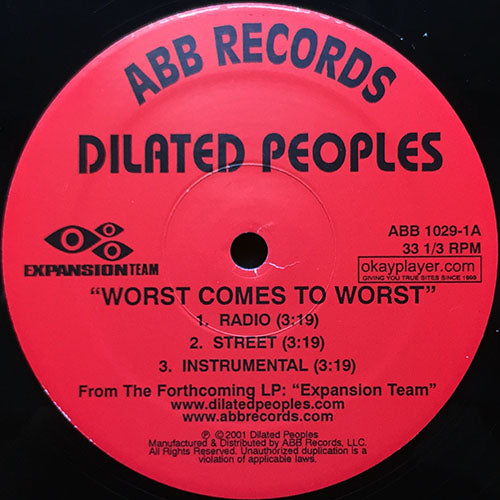 ABB RECORDS
DILATED PEOPLES
ABB 1029-1A
33 1/3 RPM
EXPANSION TEAM
okayplayer.com
GIVING YOU TRUE SITES SINCE 1999
"WORST COMES TO WORST"
1. RADIO (3:19)
2. STREET (3:19)
3. INSTRUMENTAL (3:19)
From The Forthcoming LP: "Expansion Team"
www.dilatedpeoples.com
www.abbrecords.com
℗ ©2001 Dilated Peoples
Manufactured & Distributed by ABB Records, LLC.
All Rights Reserved. Unauthorized duplication is a
violation of applicable laws.